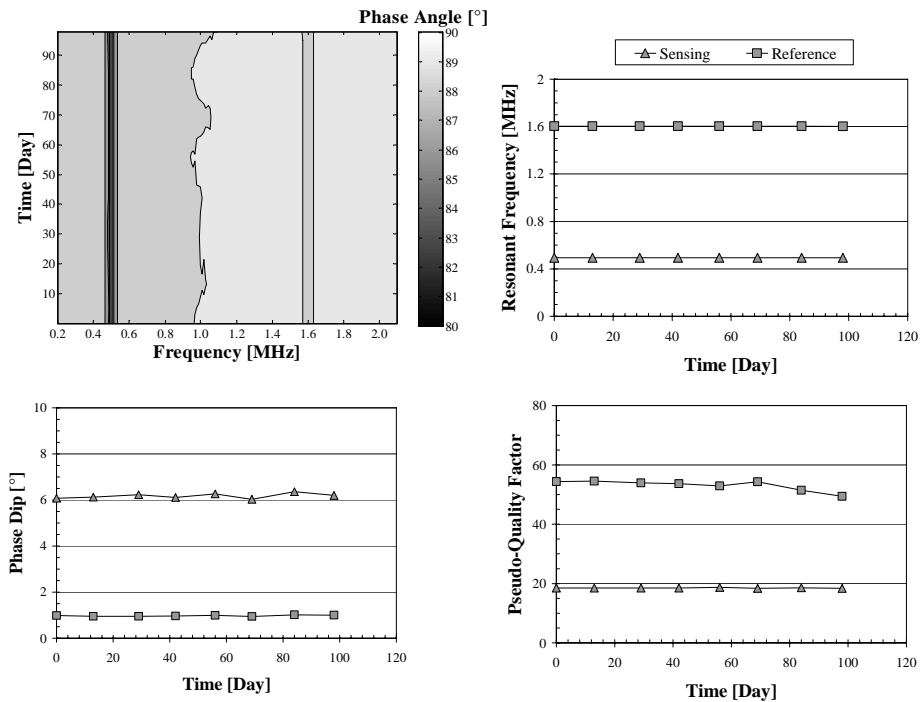 Phase Angle [°]
90
89
88
87
86
85
84
83
82
81
80
Time [Day]
90
80
70
60
50
40
30
20
10
0.2 0.4 0.6 0.8 1.0 1.2 1.4 1.6 1.8 2.0
Frequency [MHz]
Sensing Reference
Resonant Frequency [MHz]
2
1.6
1.2
0.8
0.4
0
0 20 40 60 80 100 120
Time [Day]
Phase Dip [°]
10
8
6
4
2
0
0 20 40 60 80 100 120
Time [Day]
Pseudo-Quality Factor
80
60
40
20
0
0 20 40 60 80 100 120
Time [Day]